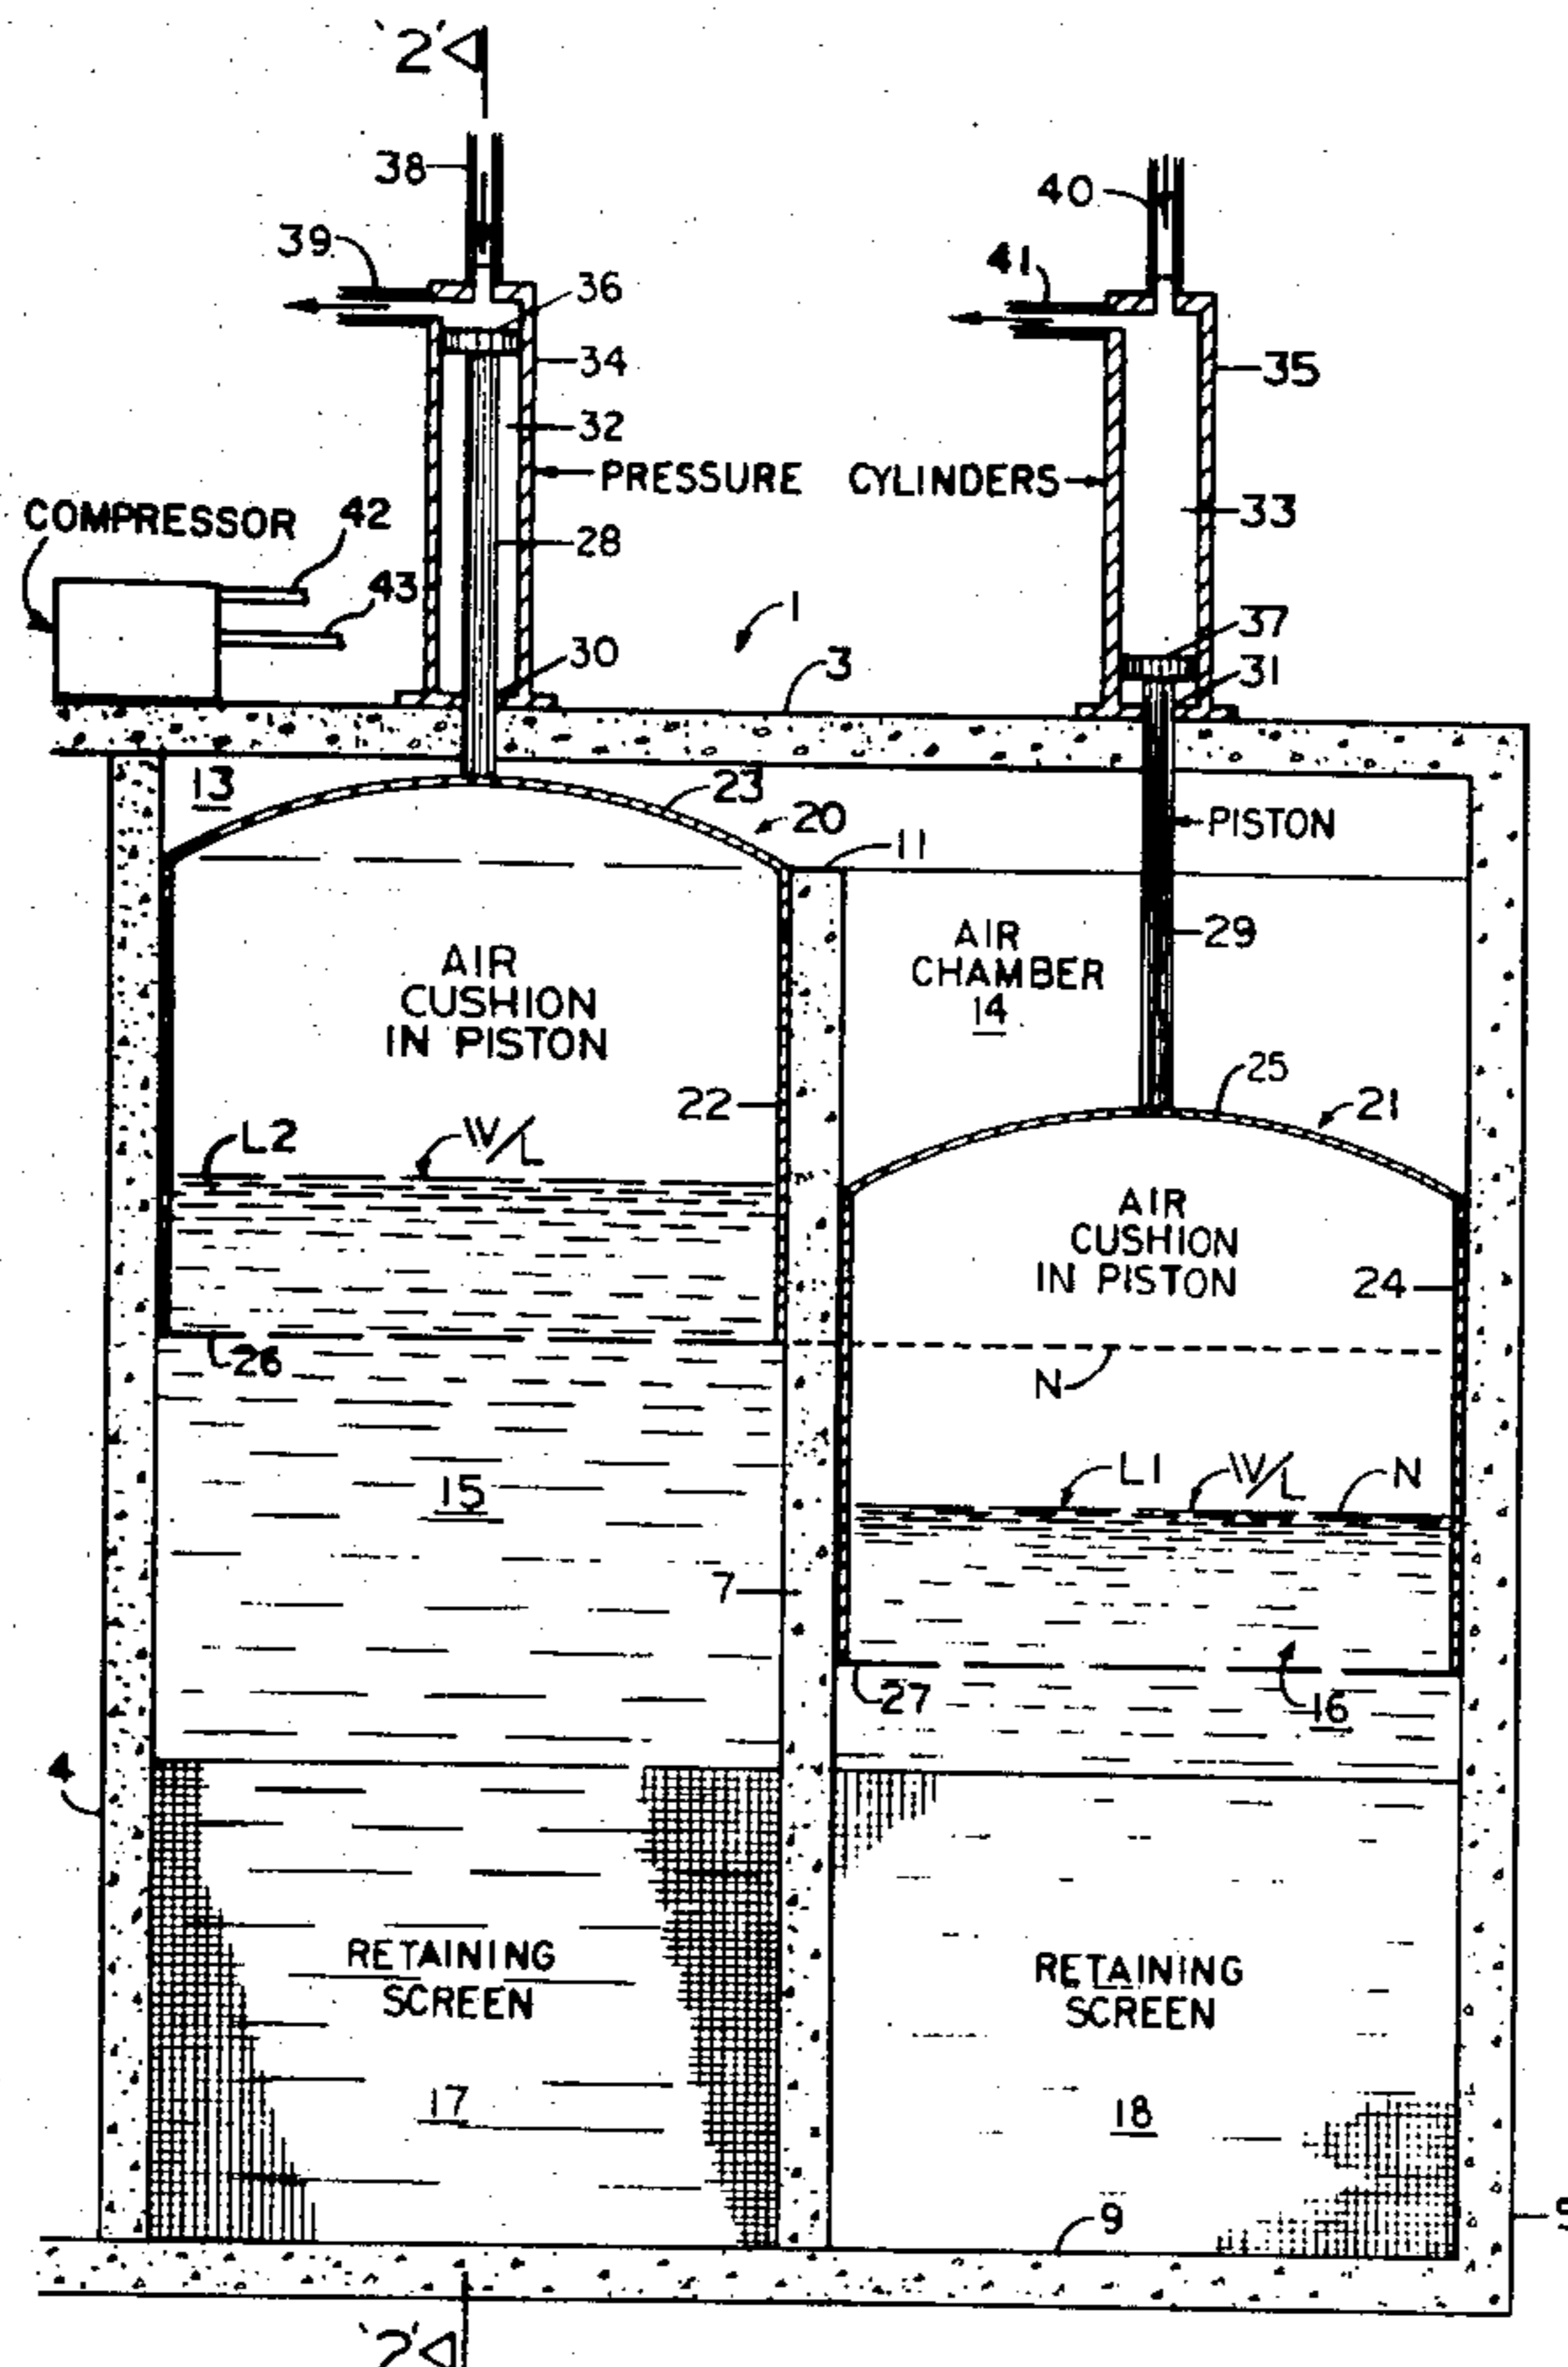 '2'
38
40
39
41
36
34
35
32
PRESSURE CYLINDERS
COMPRESSOR
42
33
28
43
1
37
30
3
31
13
23
20
PISTON
11
AIR
CUSHION
IN PISTON
AIR
CHAMBER
14
29
22
25
21
L2
W/L
AIR
CUSHION
IN PISTON
24
26
N
15
L1
W/L
N
7
27
16
4
RETAINING
SCREEN
RETAINING
SCREEN
17
18
9
'2'